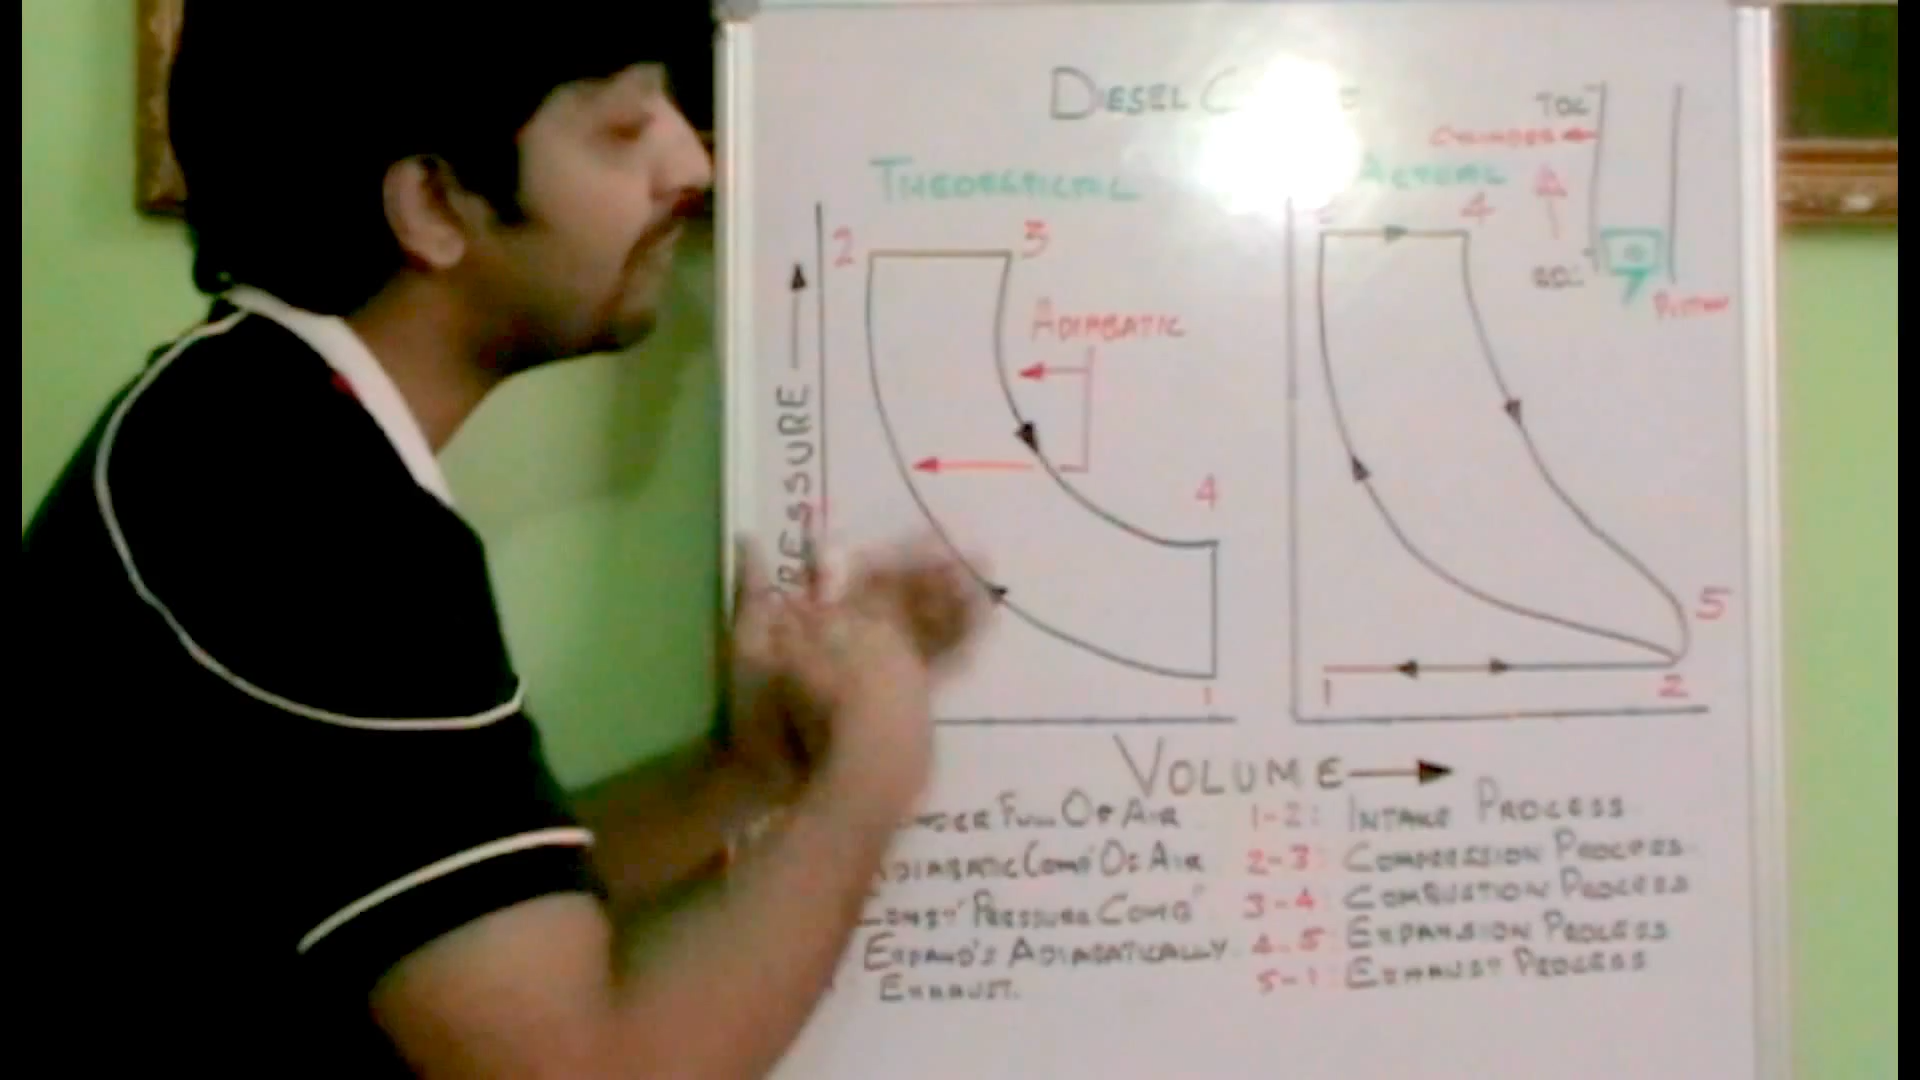 DIESEL
THEORETICAL
ACTUAL
TDC
CYLINDER
BDC
PISTON
2 3
4
ADIABATIC
4
1
5
1
2
PRESSURE
VOLUME
FULL OF AIR
ADIABATIC COMP' OF AIR
CONST' PRESSURE COMB"
EXPAND'S ADIABATICALLY
EXHAUST.
1-2: INTAKE PROCESS
2-3: COMPRESSION PROCESS
3-4: COMBUSTION PROCESS
4-5: EXPANSION PROCESS
5-1: EXHAUST PROCESS